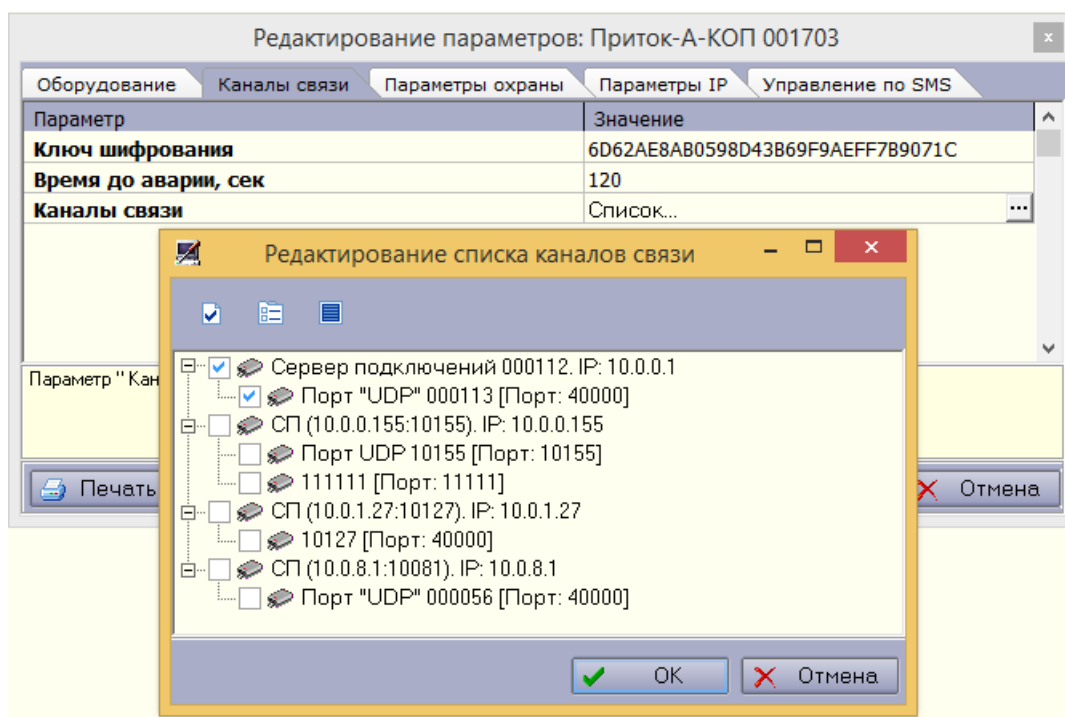 Редактирование параметров: Приток-А-КОП 001703
x
Оборудование Каналы связи Параметры охраны Параметры IP Управление по SMS
Параметр Значение
Ключ шифрования 6D62AE8AB0598D43B69F9AEFF7B9071C
Время до аварии, сек 120
Каналы связи Список... ...
Редактирование списка каналов связи
Сервер подключений 000112. IP: 10.0.0.1
Порт "UDP" 000113 [Порт: 40000]
Параметр "Кан
СП (10.0.0.155:10155). IP: 10.0.0.155
Порт UDP 10155 [Порт: 10155]
111111 [Порт: 11111]
Печать Отмена
СП (10.0.1.27:10127). IP: 10.0.1.27
10127 [Порт: 40000]
СП (10.0.8.1:10081). IP: 10.0.8.1
Порт "UDP" 000056 [Порт: 40000]
OK Отмена